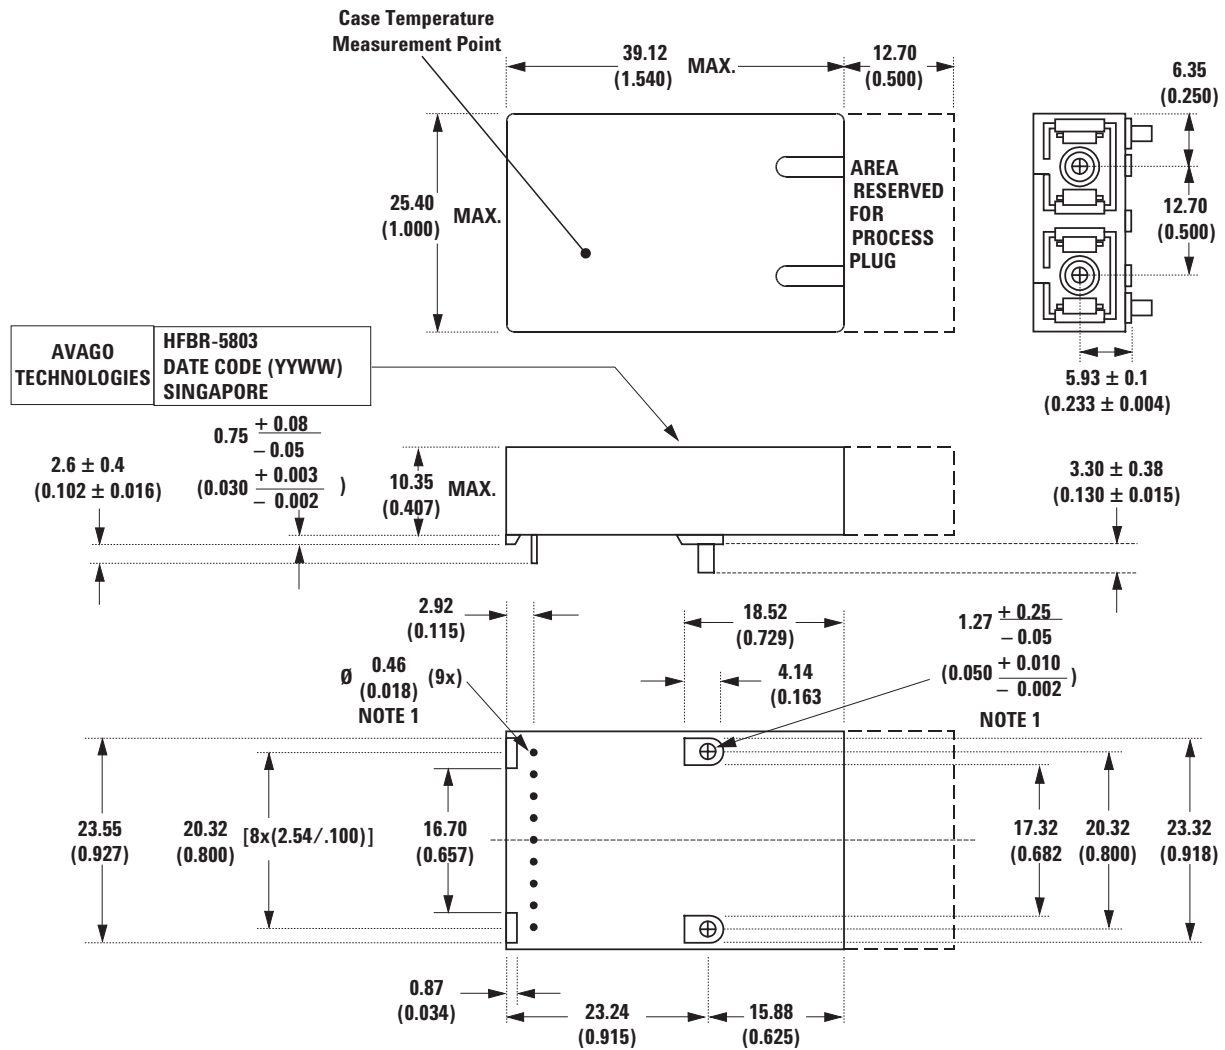 Case Temperature
Measurement Point
39.12
(1.540)
MAX.
12.70
(0.500)
6.35
(0.250)
25.40
(1.000)
MAX.
AREA
RESERVED
FOR
PROCESS
PLUG
12.70
(0.500)
AVAGO
TECHNOLOGIES
HFBR-5803
DATE CODE (YYWW)
SINGAPORE
5.93 ± 0.1
(0.233 ± 0.004)
2.6 ± 0.4
(0.102 ± 0.016)
0.75 + 0.08
– 0.05
(0.030 + 0.003
– 0.002 )
10.35
(0.407)
MAX.
3.30 ± 0.38
(0.130 ± 0.015)
2.92
(0.115)
18.52
(0.729)
1.27 + 0.25
– 0.05
(0.050 + 0.010
– 0.002 )
NOTE 1
Ø 0.46
(0.018) (9x)
NOTE 1
4.14
(0.163
23.55
(0.927)
20.32
(0.800)
[8x(2.54/.100)]
16.70
(0.657)
17.32
(0.682
20.32
(0.800)
23.32
(0.918)
0.87
(0.034)
23.24
(0.915)
15.88
(0.625)